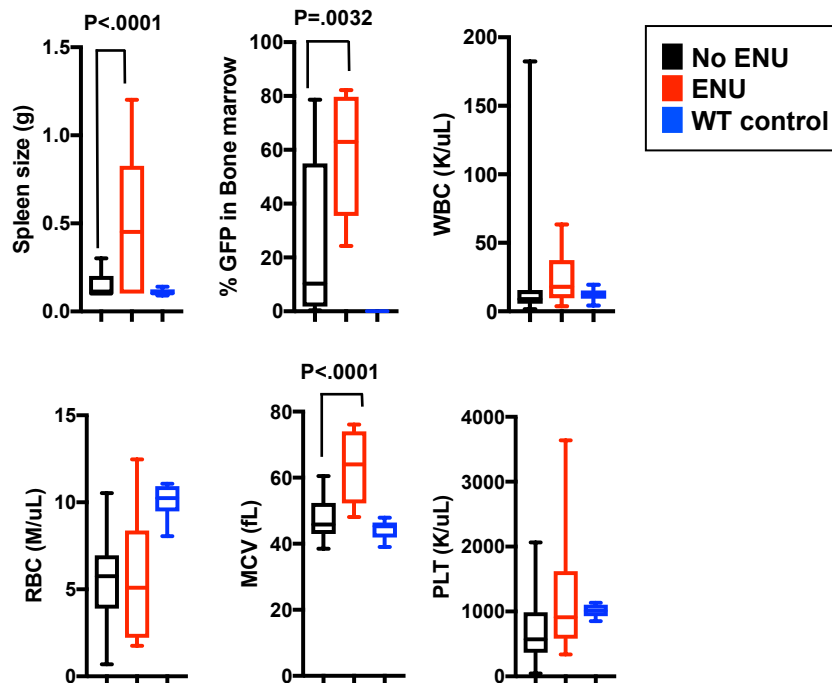 P<.0001
Spleen size (g)
1.5
1.0
0.5
0.0
P=.0032
% GFP in Bone marrow
100
80
60
40
20
0
WBC (K/uL)
200
150
100
50
0
No ENU
ENU
WT control
RBC (M/uL)
15
10
5
0
P<.0001
MCV (fL)
80
60
40
20
0
PLT (K/uL)
4000
3000
2000
1000
0